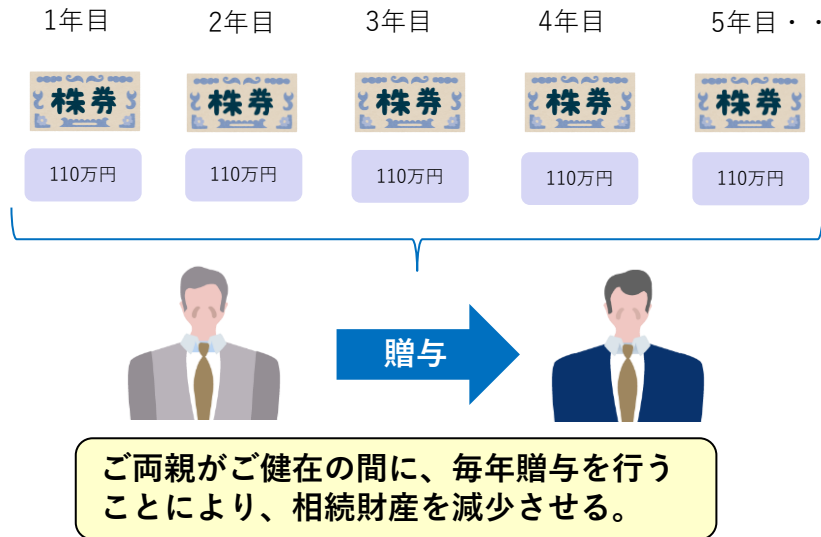 1年目 2年目 3年目 4年目 5年目・・
株券 株券 株券 株券 株券
110万円 110万円 110万円 110万円 110万円
贈与
ご両親がご健在の間に、毎年贈与を行う
ことにより、相続財産を減少させる。